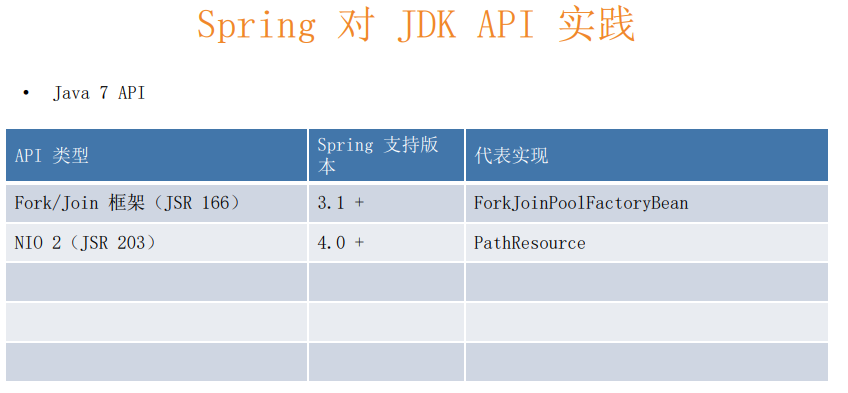 Spring 对 JDK API 实践
• Java 7 API
API 类型
Spring 支持版
本
代表实现
Fork/Join 框架（JSR 166）
3.1 +
ForkJoinPoolFactoryBean
NIO 2（JSR 203）
4.0 +
PathResource